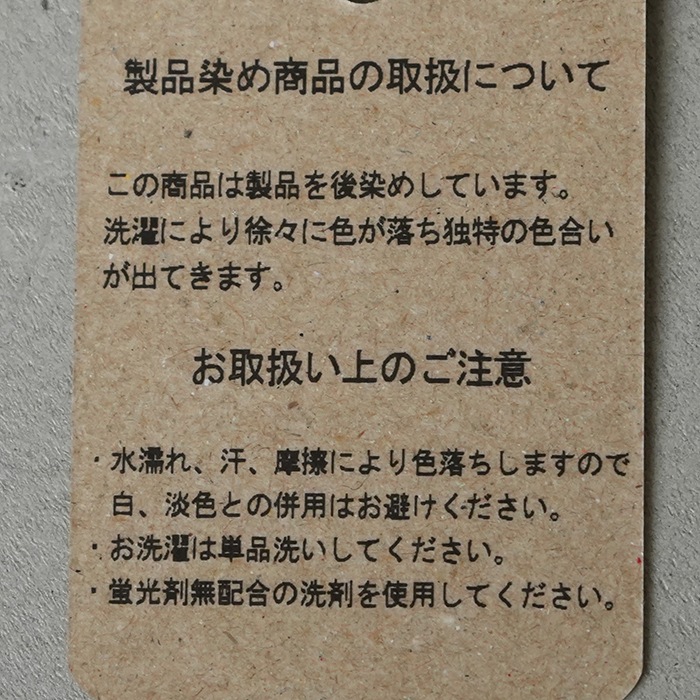 製品染め商品の取扱について
この商品は製品を後染めしています。
洗濯により徐々に色が落ち独特の色合い
が出てきます。
お取扱い上のご注意
・水濡れ、汗、摩擦により色落ちしますので
白、淡色との併用はお避けください。
・お洗濯は単品洗いしてください。
・蛍光剤無配合の洗剤を使用してください。